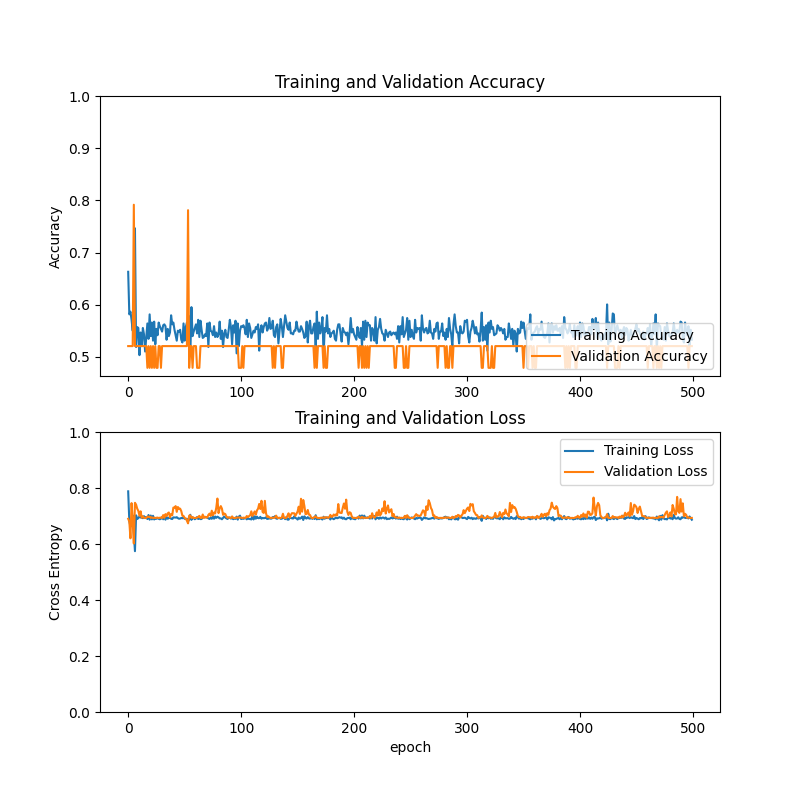 Training and Validation Accuracy
Accuracy
1.0
0.9
0.8
0.7
0.6
0.5
Training Accuracy
Validation Accuracy
0 100 200 300 400 500
Training and Validation Loss
Cross Entropy
1.0
0.8
0.6
0.4
0.2
0.0
Training Loss
Validation Loss
0 100 200 300 400 500
epoch